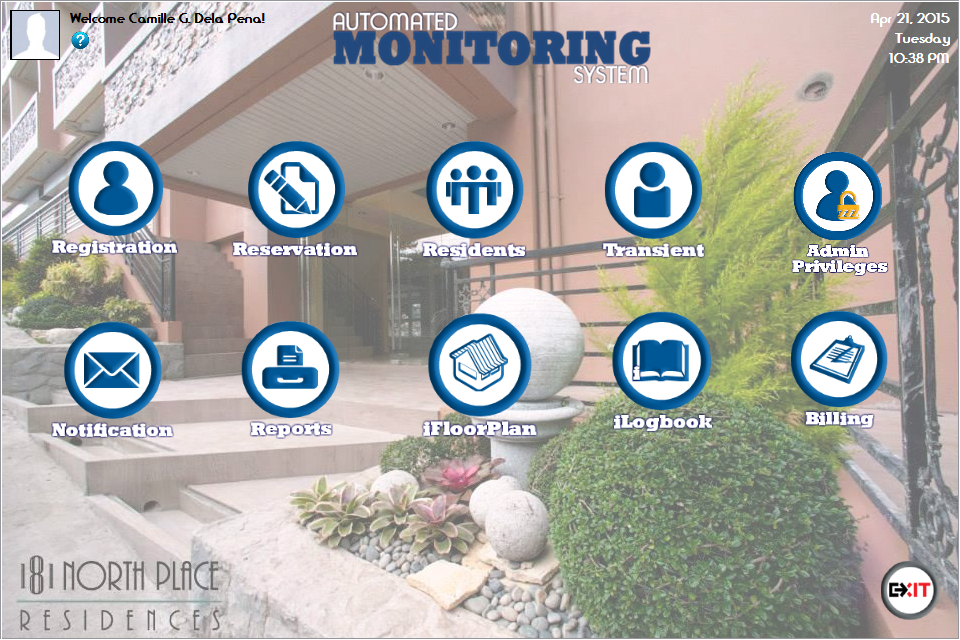 Welcome Camille G. Dela Pena!
?
AUTOMATED
MONITORING
SYSTEM
Apr 21, 2015
Tuesday
10:38 PM
Registration
Reservation
Residents
Transient
Admin
Privileges
Notification
Reports
iFloorPlan
iLogbook
Billing
181 NORTH PLACE
RESIDENCES
EXIT